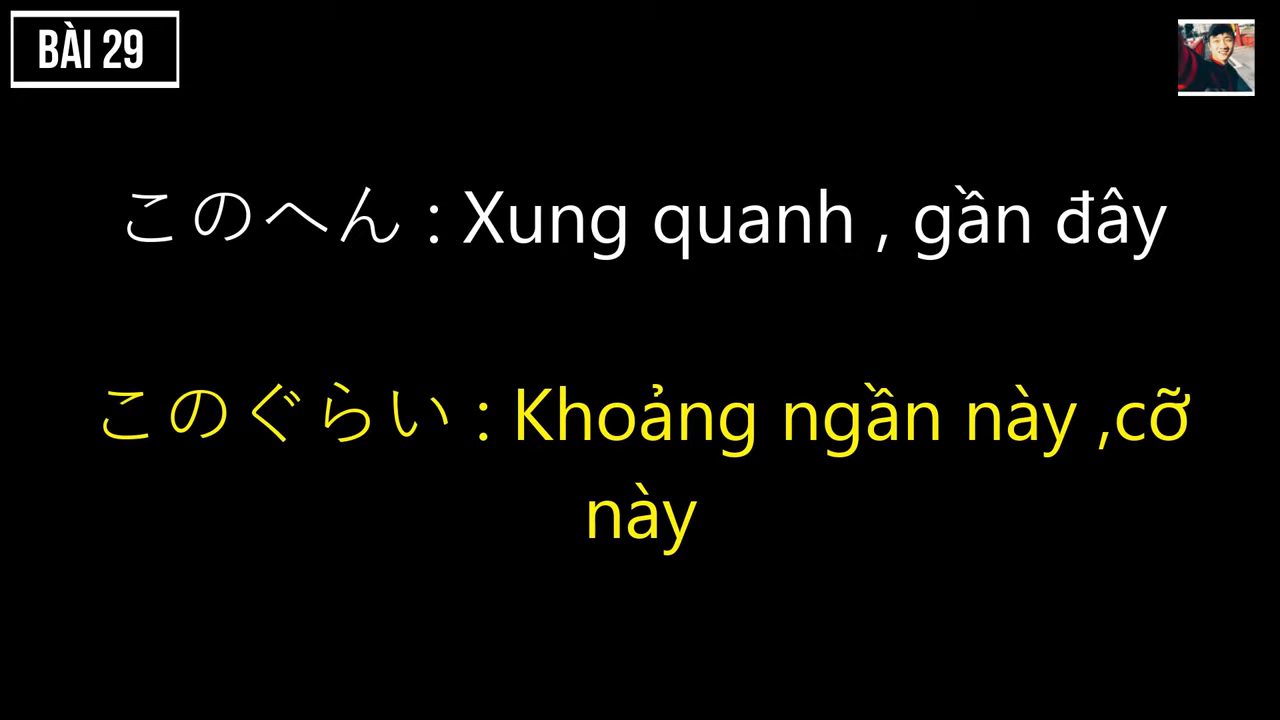 BÀI 29
このへん : Xung quanh , gần đây
このぐらい : Khoảng ngần này ,cỡ
này